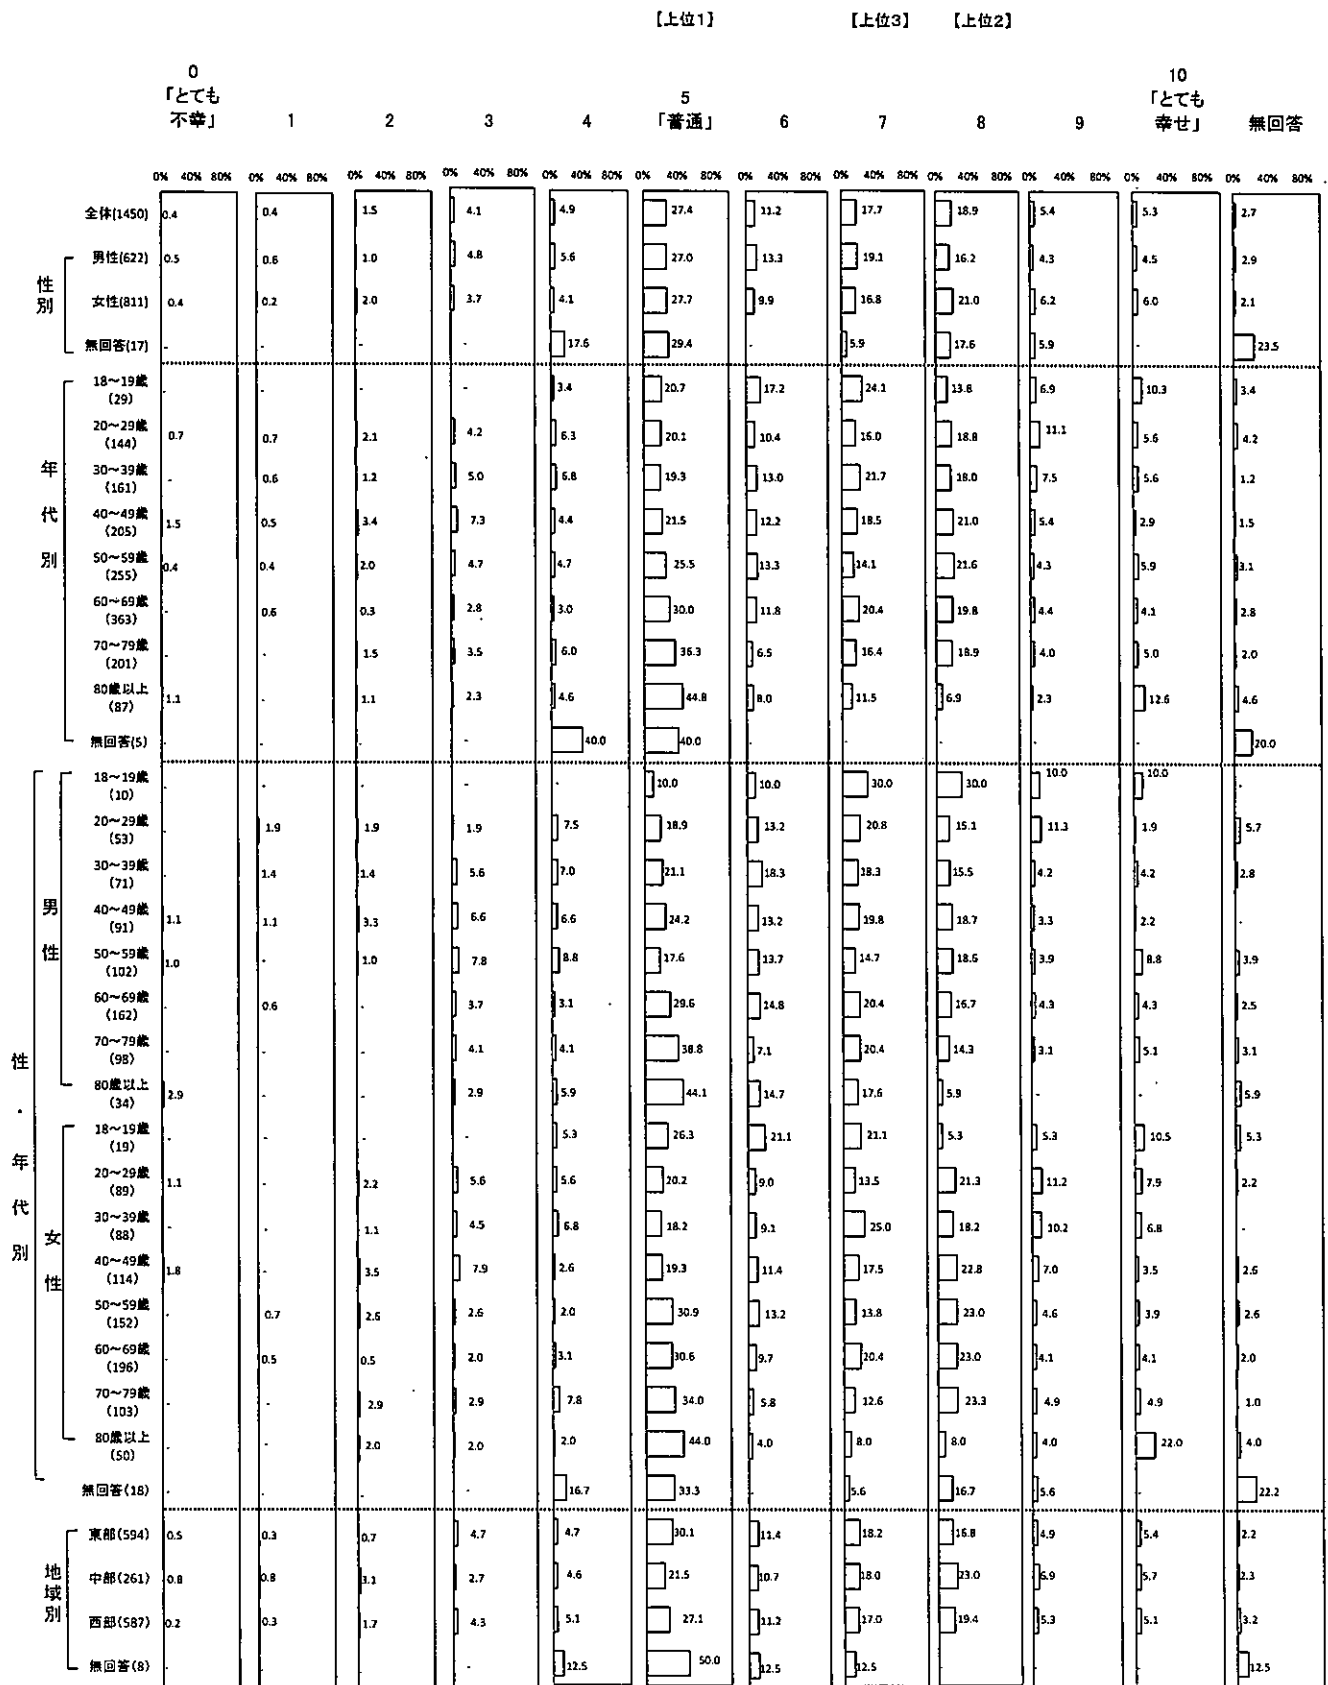 【上位1】 【上位3】 【上位2】
0 10
「とても 5 「とても
不幸」 1 2 3 4 「普通」 6 7 8 9 幸せ」 無回答
0% 40% 80% 0% 40% 80% 0% 40% 80% 0% 40% 80% 0% 40% 80% 0% 40% 80% 0% 40% 80% 0% 40% 80% 0% 40% 80% 0% 40% 80% 0% 40% 80% 0% 40% 80%
全体(1450) 0.4 0.4 1.5 4.1 4.9 27.4 11.2 17.7 18.9 5.4 5.3 2.7
性別
男性(622) 0.5 0.6 1.0 4.8 5.6 27.0 13.3 19.1 16.2 4.3 4.5 2.9
女性(811) 0.4 0.2 2.0 3.7 4.1 27.7 9.9 16.8 21.0 6.2 6.0 2.1
無回答(17) - - - - 17.6 29.4 - 5.9 17.6 5.9 - 23.5
年代別
18～19歳
(29) - - - - 3.4 20.7 17.2 24.1 13.8 6.9 10.3 3.4
20～29歳
(144) 0.7 0.7 2.1 4.2 6.3 20.1 10.4 16.0 18.8 11.1 5.6 4.2
30～39歳
(161) - 0.6 1.2 5.0 6.8 19.3 13.0 21.7 18.0 7.5 5.6 1.2
40～49歳
(205) 1.5 0.5 3.4 7.3 4.4 21.5 12.2 18.5 21.0 5.4 2.9 1.5
50～59歳
(255) 0.4 0.4 2.0 4.7 4.7 25.5 13.3 14.1 21.6 4.3 5.9 3.1
60～69歳
(363) - 0.6 0.3 2.8 3.0 30.0 11.8 20.4 19.8 4.4 4.1 2.8
70～79歳
(201) - - 1.5 3.5 6.0 36.3 6.5 16.4 18.9 4.0 5.0 2.0
80歳以上
(87) 1.1 - 1.1 2.3 4.6 44.8 8.0 11.5 6.9 2.3 12.6 4.6
無回答(5) - - - - 40.0 40.0 - - - - - 20.0
性・年代別
男性
18～19歳
(10) - - - - - 10.0 10.0 30.0 30.0 10.0 10.0 -
20～29歳
(53) - 1.9 1.9 1.9 7.5 18.9 13.2 20.8 15.1 11.3 1.9 5.7
30～39歳
(71) - 1.4 1.4 5.6 7.0 21.1 18.3 18.3 15.5 4.2 4.2 2.8
40～49歳
(91) 1.1 1.1 3.3 6.6 6.6 24.2 13.2 19.8 18.7 3.3 2.2 -
50～59歳
(102) 1.0 - 1.0 7.8 8.8 17.6 13.7 14.7 18.6 3.9 8.8 3.9
60～69歳
(162) - 0.6 - 3.7 3.1 29.6 14.8 20.4 16.7 4.3 4.3 2.5
70～79歳
(98) - - - 4.1 4.1 38.8 7.1 20.4 14.3 3.1 5.1 3.1
80歳以上
(34) 2.9 - - 2.9 5.9 44.1 14.7 17.6 5.9 - - 5.9
女性
18～19歳
(19) - - - - 5.3 26.3 21.1 21.1 5.3 5.3 10.5 5.3
20～29歳
(89) 1.1 - 2.2 5.6 5.6 20.2 9.0 13.5 21.3 11.2 7.9 2.2
30～39歳
(88) - - 1.1 4.5 6.8 18.2 9.1 25.0 18.2 10.2 6.8 -
40～49歳
(114) 1.8 - 3.5 7.9 2.6 19.3 11.4 17.5 22.8 7.0 3.5 2.6
50～59歳
(152) - 0.7 2.6 2.6 2.0 30.9 13.2 13.8 23.0 4.6 3.9 2.6
60～69歳
(196) - 0.5 0.5 2.0 3.1 30.6 9.7 20.4 23.0 4.1 4.1 2.0
70～79歳
(103) - - 2.9 2.9 7.8 34.0 5.8 12.6 23.3 4.9 4.9 1.0
80歳以上
(50) - - 2.0 2.0 2.0 44.0 4.0 8.0 8.0 4.0 22.0 4.0
無回答(18) - - - - 16.7 33.3 - 5.6 16.7 5.6 - 22.2
地域別
東部(594) 0.5 0.3 0.7 4.7 4.7 30.1 11.4 18.2 16.8 4.9 5.4 2.2
中部(261) 0.8 0.8 3.1 2.7 4.6 21.5 10.7 18.0 23.0 6.9 5.7 2.3
西部(587) 0.2 0.3 1.7 4.3 5.1 27.1 11.2 17.0 19.4 5.3 5.1 3.2
無回答(8) - - - - 12.5 50.0 12.5 12.5 - - - 12.5